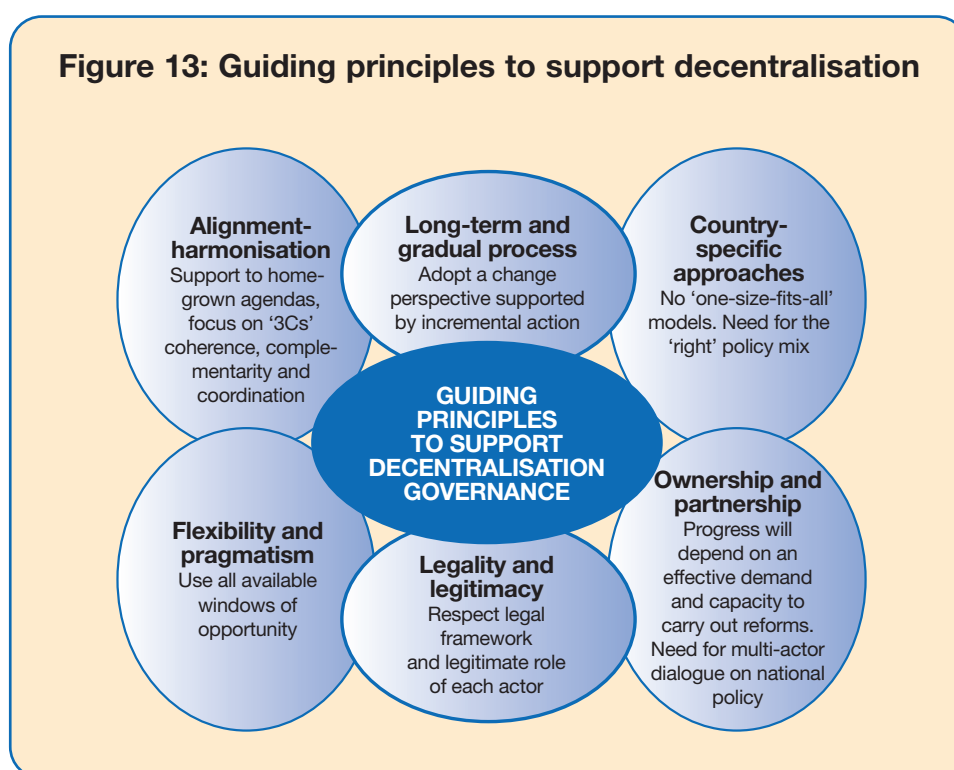 Figure 13: Guiding principles to support decentralisation
Alignment-
harmonisation
Support to home-
grown agendas,
focus on ‘3Cs’
coherence, comple-
mentarity and
coordination
Long-term and
gradual process
Adopt a change
perspective supported
by incremental action
Country-
specific
approaches
No ‘one-size-fits-all’
models. Need for the
‘right’ policy mix
GUIDING
PRINCIPLES
TO SUPPORT
DECENTRALISATION
GOVERNANCE
Flexibility and
pragmatism
Use all available
windows of
opportunity
Legality and
legitimacy
Respect legal
framework
and legitimate role
of each actor
Ownership and
partnership
Progress will
depend on an
effective demand
and capacity to
carry out reforms.
Need for multi-actor
dialogue on national
policy